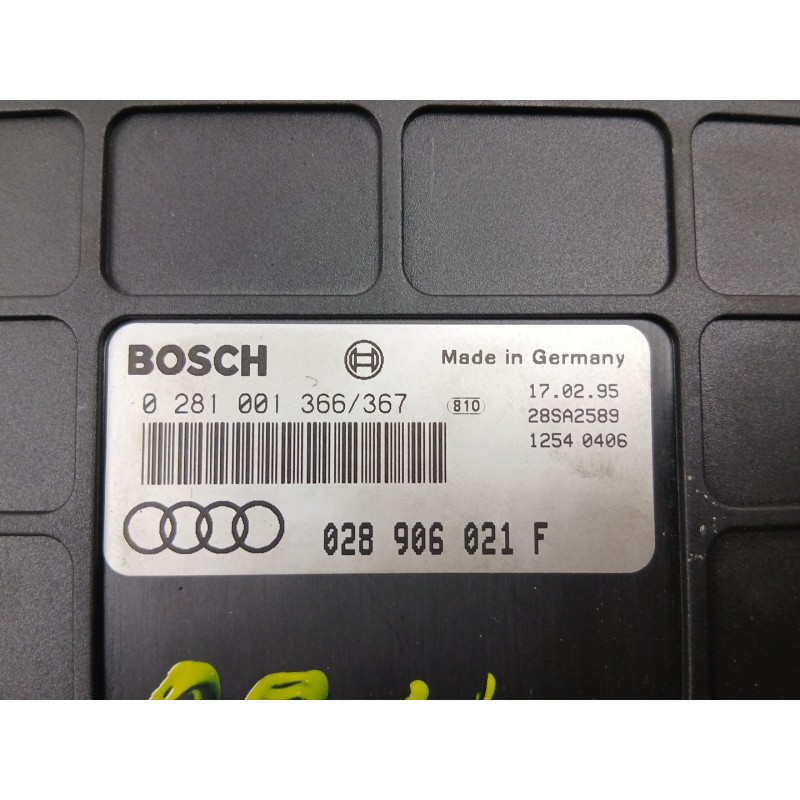 BOSCH
Made in Germany
0 281 001 366/367
810
17.02.95
28SA2589
1254 0406
028 906 021 F